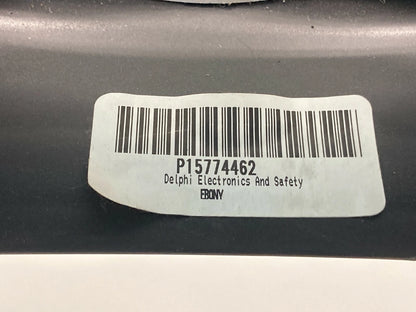 P15774462
Delphi Electronics And Safety
EBONY